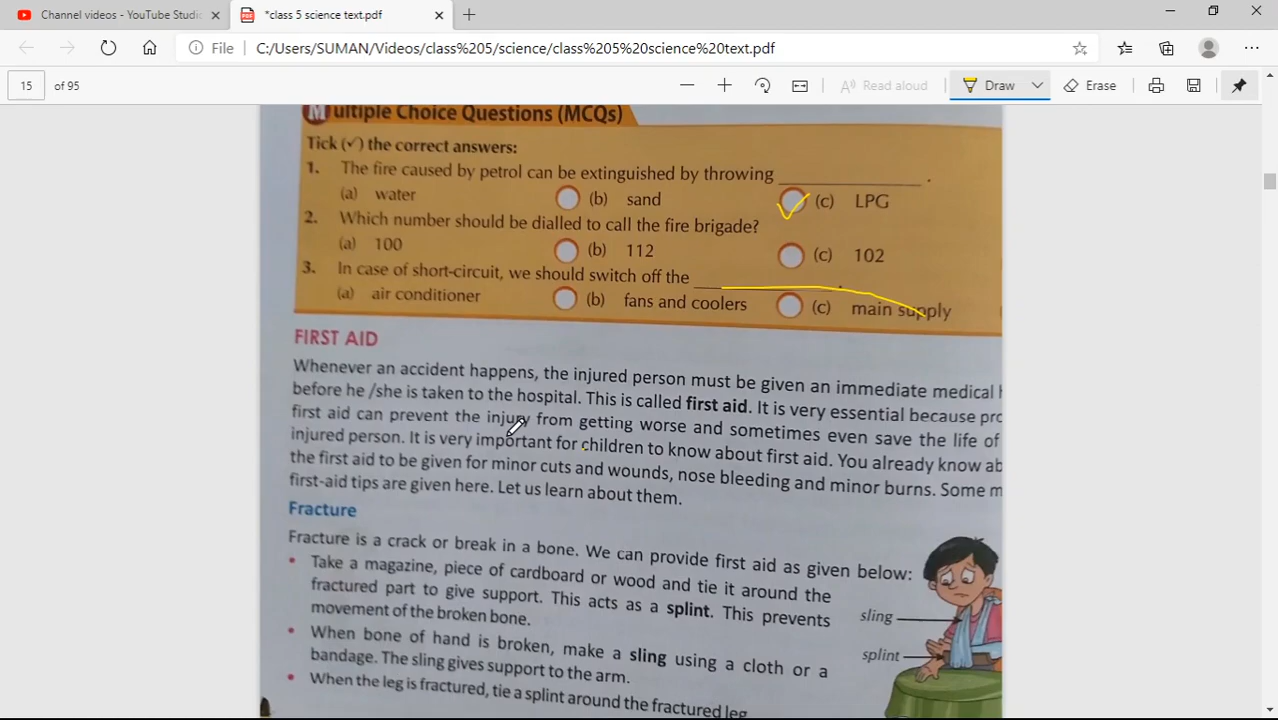 Channel videos - YouTube Studi
*class 5 science text.pdf
File
C:/Users/SUMAN/Videos/class%205/science/class%205%20science%20text.pdf
15 of 95
Read aloud
Draw
Erase
Multiple Choice Questions (MCQs)
Tick (✓) the correct answers:
1. The fire caused by petrol can be extinguished by throwing ____________.
(a) water (b) sand (c) LPG
2. Which number should be dialled to call the fire brigade?
(a) 100 (b) 112 (c) 102
3. In case of short-circuit, we should switch off the ____________.
(a) air conditioner (b) fans and coolers (c) main supply
FIRST AID
Whenever an accident happens, the injured person must be given an immediate medical
before he /she is taken to the hospital. This is called first aid. It is very essential because
first aid can prevent the injury from getting worse and sometimes even save the life of
injured person. It is very important for children to know about first aid. You already know
the first aid to be given for minor cuts and wounds, nose bleeding and minor burns. Some
first-aid tips are given here. Let us learn about them.
Fracture
Fracture is a crack or break in a bone. We can provide first aid as given below:
• Take a magazine, piece of cardboard or wood and tie it around the
fractured part to give support. This acts as a splint. This prevents
movement of the broken bone.
• When bone of hand is broken, make a sling using a cloth or a
bandage. The sling gives support to the arm.
• When the leg is fractured, tie a splint around the fractured leg
sling
splint